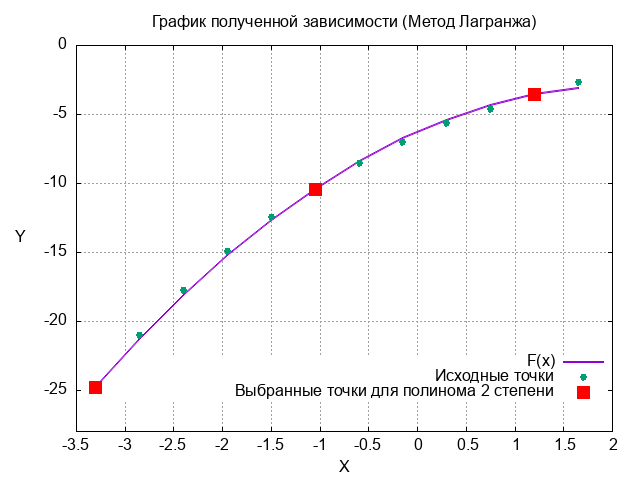 График полученной зависимости (Метод Лагранжа)
0
-5
-10
-15
-20
-25
Y
F(x)
Исходные точки
Выбранные точки для полинома 2 степени
-3.5 -3 -2.5 -2 -1.5 -1 -0.5 0 0.5 1 1.5 2
X